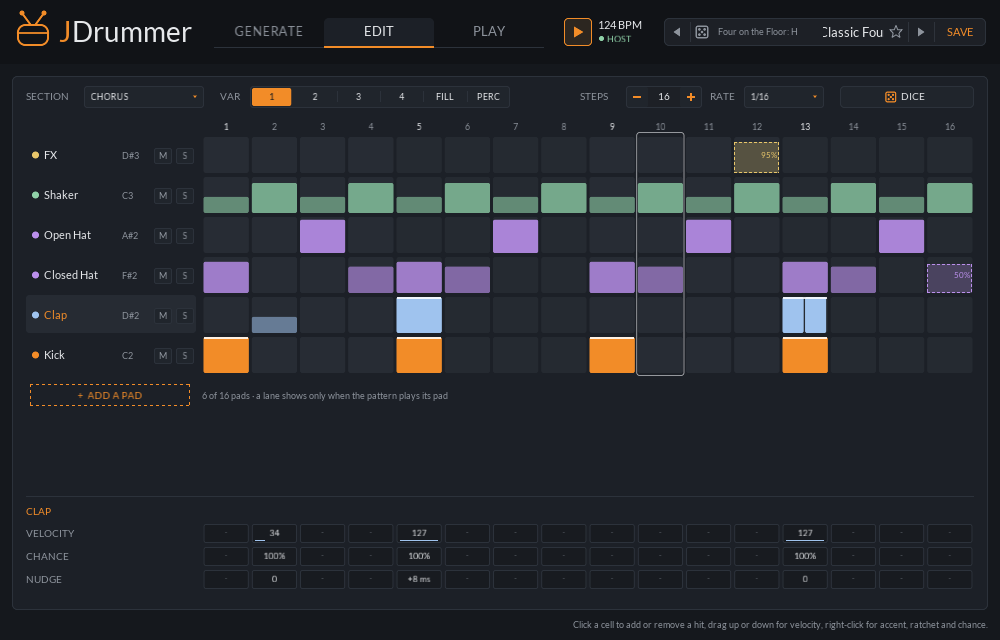 JDrummer GENERATE EDIT PLAY 124 BPM HOST Four on the Floor: H Classic Fou SAVE
SECTION CHORUS VAR 1 2 3 4 FILL PERC STEPS - 16 + RATE 1/16 DICE
1 2 3 4 5 6 7 8 9 10 11 12 13 14 15 16
FX D#3 M S 95%
Shaker C3 M S
Open Hat A#2 M S
Closed Hat F#2 M S 50%
Clap D#2 M S
Kick C2 M S
+ ADD A PAD 6 of 16 pads · a lane shows only when the pattern plays its pad
CLAP
VELOCITY - 34 - - 127 - - - - - - - 127 - - -
CHANCE - 100% - - 100% - - - - - - - 100% - - -
NUDGE - 0 - - +8 ms - - - - - - - 0 - - -
Click a cell to add or remove a hit, drag up or down for velocity, right-click for accent, ratchet and chance.